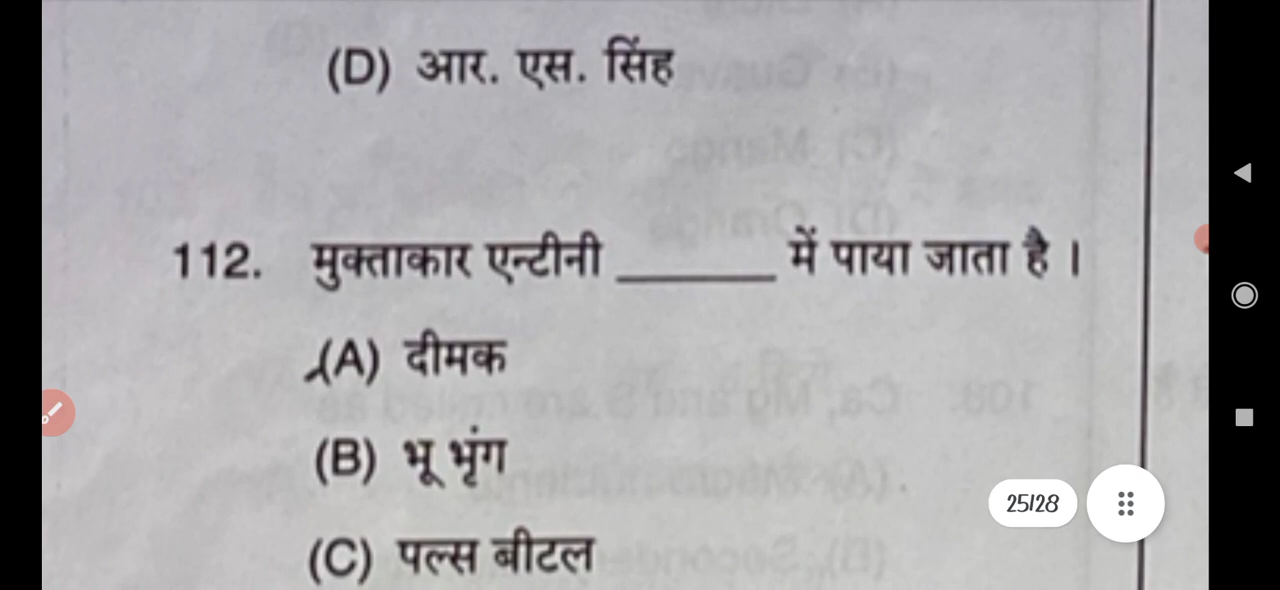 (D) आर. एस. सिंह
112. मुक्ताकार एन्टीनी ______ में पाया जाता है ।
(A) दीमक
(B) भू भृंग
25/28
(C) पल्स बीटल